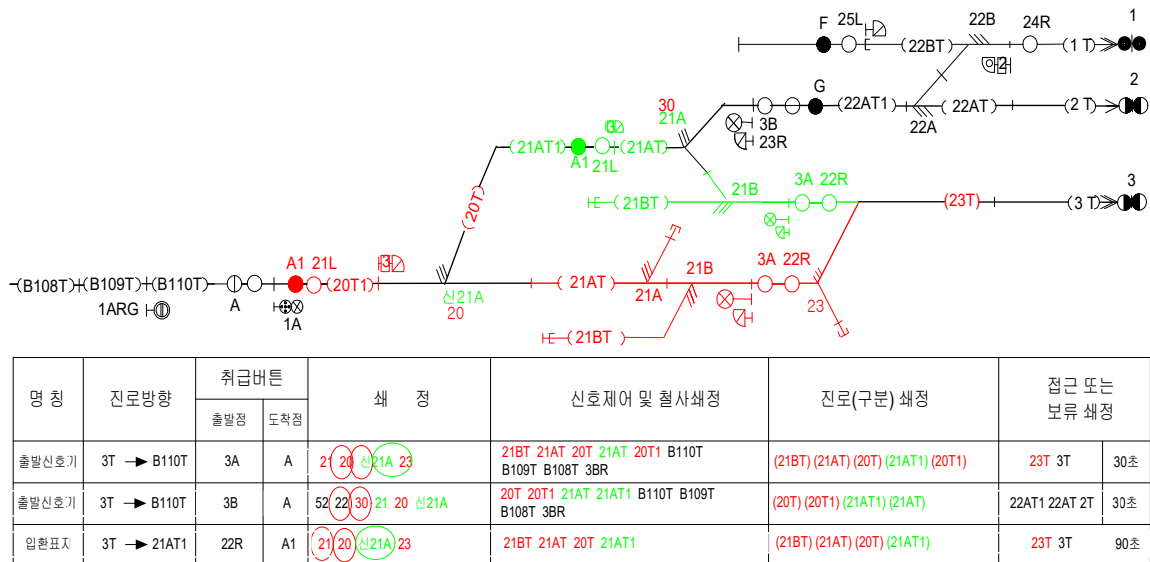 F 25L 22B 24R 1
(22BT) (1 T)
2
G 2
30
21A
(22AT1) (22AT) (2 T)
3B
23R
22A
3
(21AT1) A1 21L (21AT)
21B 3A 22R 3
(21BT) (23T) (3 T)
(20T)
A1 21L 3 21B 3A 22R
(B108T) (B109T) (B110T) (20T1) (21AT)
1ARG A 1A
신21A
20
21A 23
(21BT)
명 칭 진로방향 취급버튼 쇄 정 신호제어 및 철사쇄정 진로(구분) 쇄정 접근 또는
보류 쇄정
출발점 도착점
출발신호기 3T → B110T 3A A 21 20 신21A 23 21BT 21AT 20T 21AT 20T1 B110T
B109T B108T 3BR (21BT) (21AT) (20T) (21AT1) (20T1) 23T 3T 30초
출발신호기 3T → B110T 3B A 52 22 30 21 20 신21A 20T 20T1 21AT 21AT1 B110T B109T
B108T 3BR (20T) (20T1) (21AT1) (21AT) 22AT1 22AT 2T 30초
입환표지 3T → 21AT1 22R A1 21 20 신21A 23 21BT 21AT 20T 21AT1 (21BT) (21AT) (20T) (21AT1) 23T 3T 90초